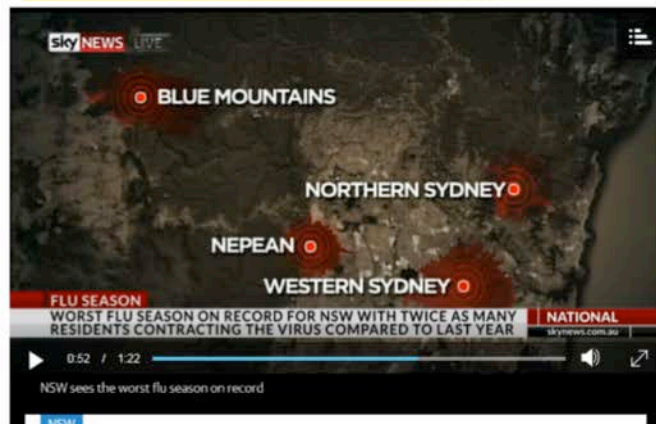 sky NEWS LIVE
BLUE MOUNTAINS
NORTHERN SYDNEY
NEPEAN
WESTERN SYDNEY
FLU SEASON
WORST FLU SEASON ON RECORD FOR NSW WITH TWICE AS MANY
RESIDENTS CONTRACTING THE VIRUS COMPARED TO LAST YEAR
NATIONAL
skynews.com.au
0:52 / 1:22
NSW sees the worst flu season on record
NSW